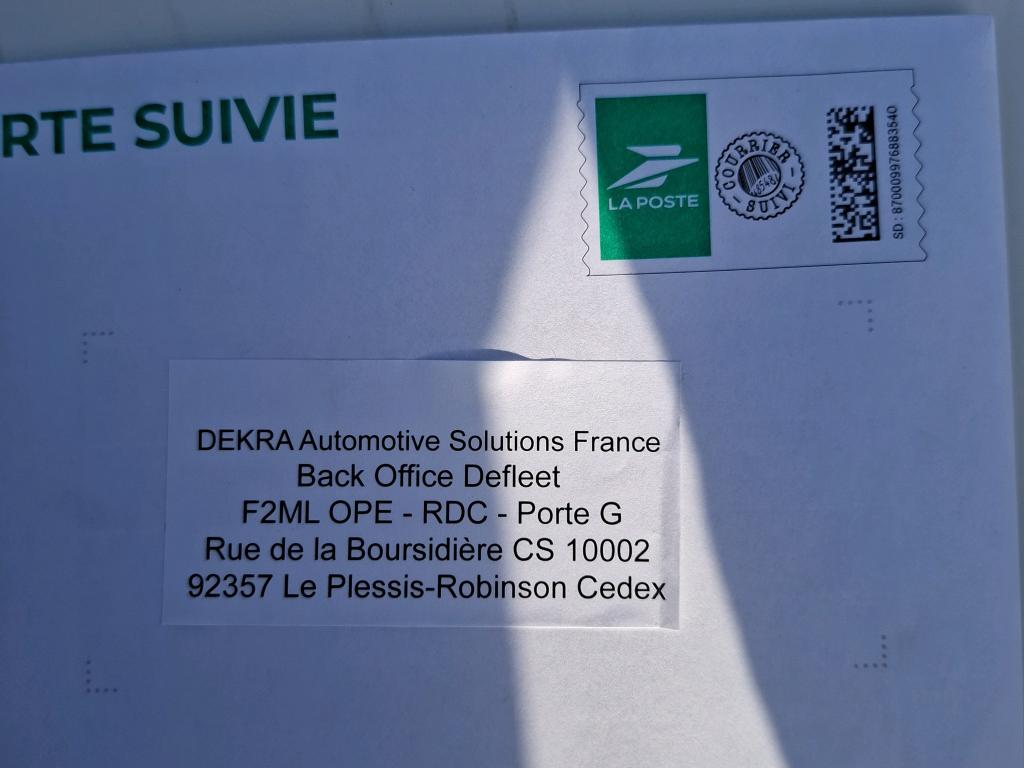 RTE SUIVIE
LA POSTE
COURRIER
SUIVI
SD : 87000997688354O
DEKRA Automotive Solutions France
Back Office Defleet
F2ML OPE - RDC - Porte G
Rue de la Boursidière CS 10002
92357 Le Plessis-Robinson Cedex